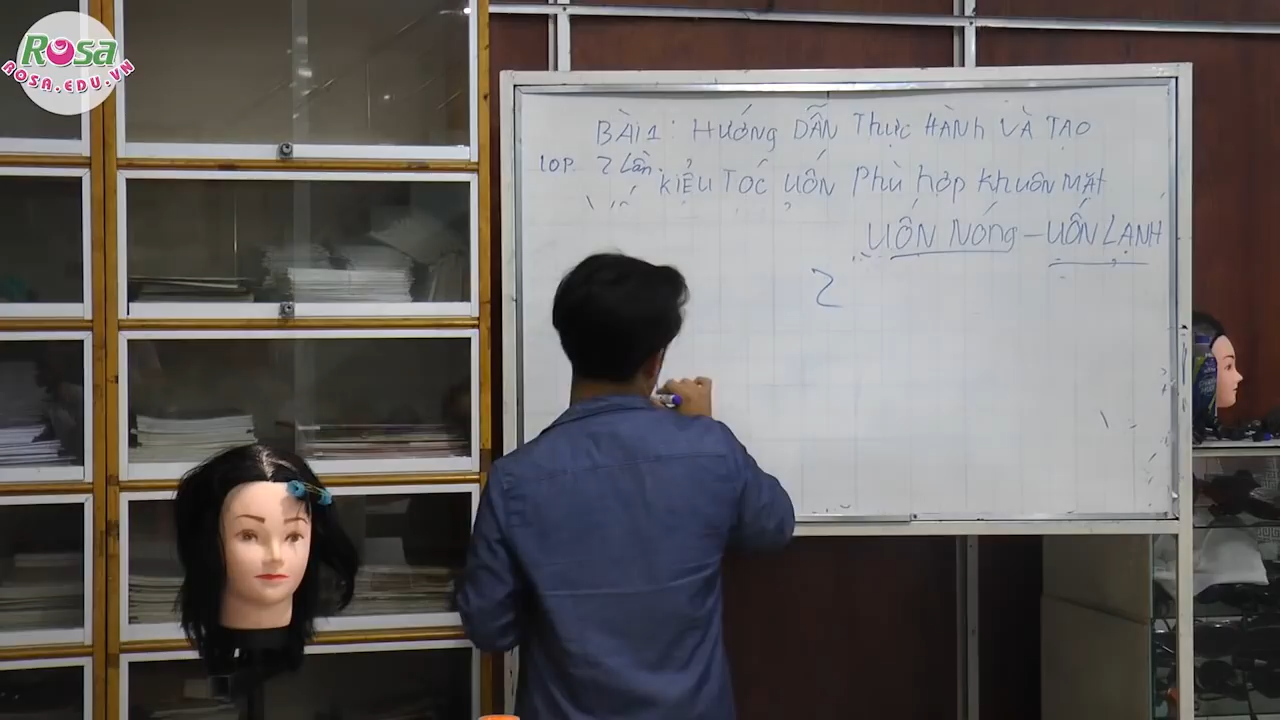 Rosa
ROSA.EDU.VN
BÀI 1: HƯỚNG DẪN THỰC HÀNH VÀ TẠO
LOP. 2 Lần.
KIỂU TÓC UỐN PHÙ HỢP KHUÔN MẶT
UỐN NÓNG – UỐN LẠNH
2